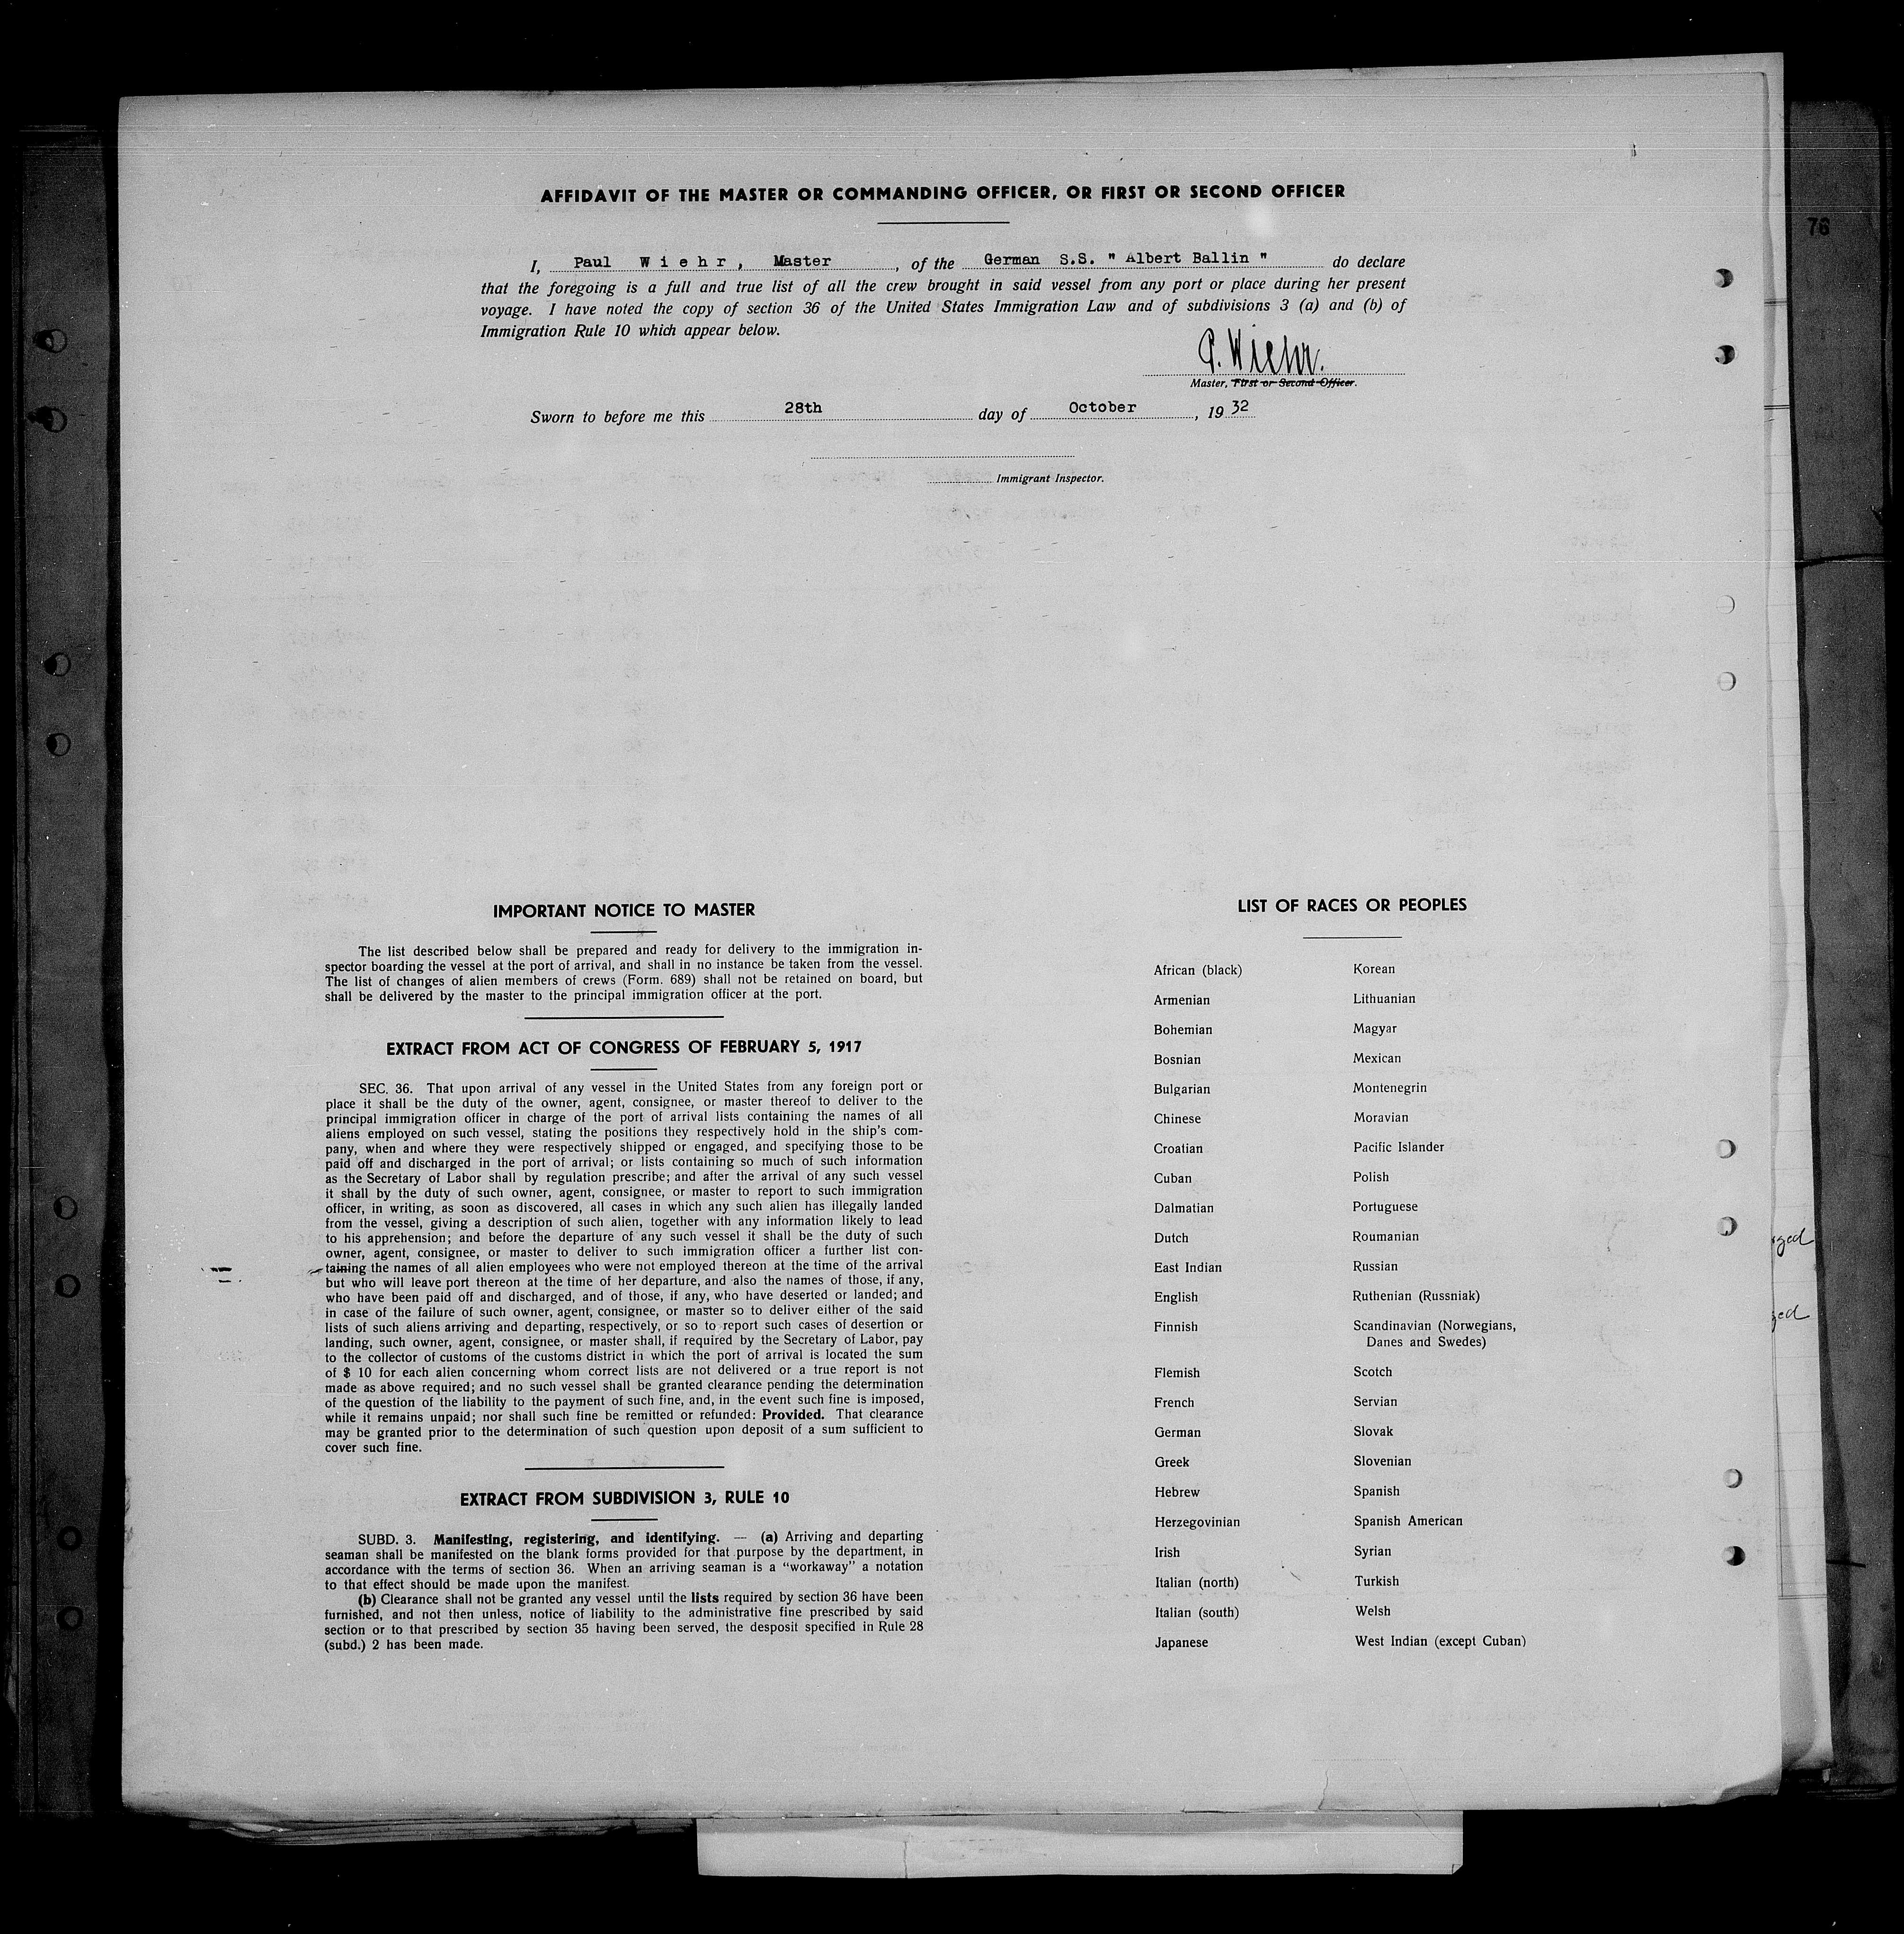 AFFIDAVIT OF THE MASTER OR COMMANDING OFFICER, OR FIRST OR SECOND OFFICER
I, Paul W i e h r , Master , of the German S.S. " Albert Ballin " do declare
that the foregoing is a full and true list of all the crew brought in said vessel from any port or place during her present
voyage. I have noted the copy of section 36 of the United States Immigration Law and of subdivisions 3 (a) and (b) of
Immigration Rule 10 which appear below.
P. Wiehr.
Master, First or Second Officer.
Sworn to before me this 28th day of October , 19 32
Immigrant Inspector.
76
IMPORTANT NOTICE TO MASTER
The list described below shall be prepared and ready for delivery to the immigration in-
spector boarding the vessel at the port of arrival, and shall in no instance be taken from the vessel.
The list of changes of alien members of crews (Form. 689) shall not be retained on board, but
shall be delivered by the master to the principal immigration officer at the port.
EXTRACT FROM ACT OF CONGRESS OF FEBRUARY 5, 1917
SEC. 36. That upon arrival of any vessel in the United States from any foreign port or
place it shall be the duty of the owner, agent, consignee, or master thereof to deliver to the
principal immigration officer in charge of the port of arrival lists containing the names of all
aliens employed on such vessel, stating the positions they respectively hold in the ship's com-
pany, when and where they were respectively shipped or engaged, and specifying those to be
paid off and discharged in the port of arrival; or lists containing so much of such information
as the Secretary of Labor shall by regulation prescribe; and after the arrival of any such vessel
it shall by the duty of such owner, agent, consignee, or master to report to such immigration
officer, in writing, as soon as discovered, all cases in which any such alien has illegally landed
from the vessel, giving a description of such alien, together with any information likely to lead
to his apprehension; and before the departure of any such vessel it shall be the duty of such
owner, agent, consignee, or master to deliver to such immigration officer a further list con-
taining the names of all alien employees who were not employed thereon at the time of the arrival
but who will leave port thereon at the time of her departure, and also the names of those, if any,
who have been paid off and discharged, and of those, if any, who have deserted or landed; and
in case of the failure of such owner, agent, consignee, or master so to deliver either of the said
lists of such aliens arriving and departing, respectively, or so to report such cases of desertion or
landing, such owner, agent, consignee, or master shall, if required by the Secretary of Labor, pay
to the collector of customs of the customs district in which the port of arrival is located the sum
of $ 10 for each alien concerning whom correct lists are not delivered or a true report is not
made as above required; and no such vessel shall be granted clearance pending the determination
of the question of the liability to the payment of such fine, and, in the event such fine is imposed,
while it remains unpaid; nor shall such fine be remitted or refunded: Provided. That clearance
may be granted prior to the determination of such question upon deposit of a sum sufficient to
cover such fine.
EXTRACT FROM SUBDIVISION 3, RULE 10
SUBD. 3. Manifesting, registering, and identifying. — (a) Arriving and departing
seaman shall be manifested on the blank forms provided for that purpose by the department, in
accordance with the terms of section 36. When an arriving seaman is a "workaway" a notation
to that effect should be made upon the manifest.
(b) Clearance shall not be granted any vessel until the lists required by section 36 have been
furnished, and not then unless, notice of liability to the administrative fine prescribed by said
section or to that prescribed by section 35 having been served, the desposit specified in Rule 28
(subd.) 2 has been made.
LIST OF RACES OR PEOPLES
African (black)
Armenian
Bohemian
Bosnian
Bulgarian
Chinese
Croatian
Cuban
Dalmatian
Dutch
East Indian
English
Finnish
Flemish
French
German
Greek
Hebrew
Herzegovinian
Irish
Italian (north)
Italian (south)
Japanese
Korean
Lithuanian
Magyar
Mexican
Montenegrin
Moravian
Pacific Islander
Polish
Portuguese
Roumanian
Russian
Ruthenian (Russniak)
Scandinavian (Norwegians,
Danes and Swedes)
Scotch
Servian
Slovak
Slovenian
Spanish
Spanish American
Syrian
Turkish
Welsh
West Indian (except Cuban)